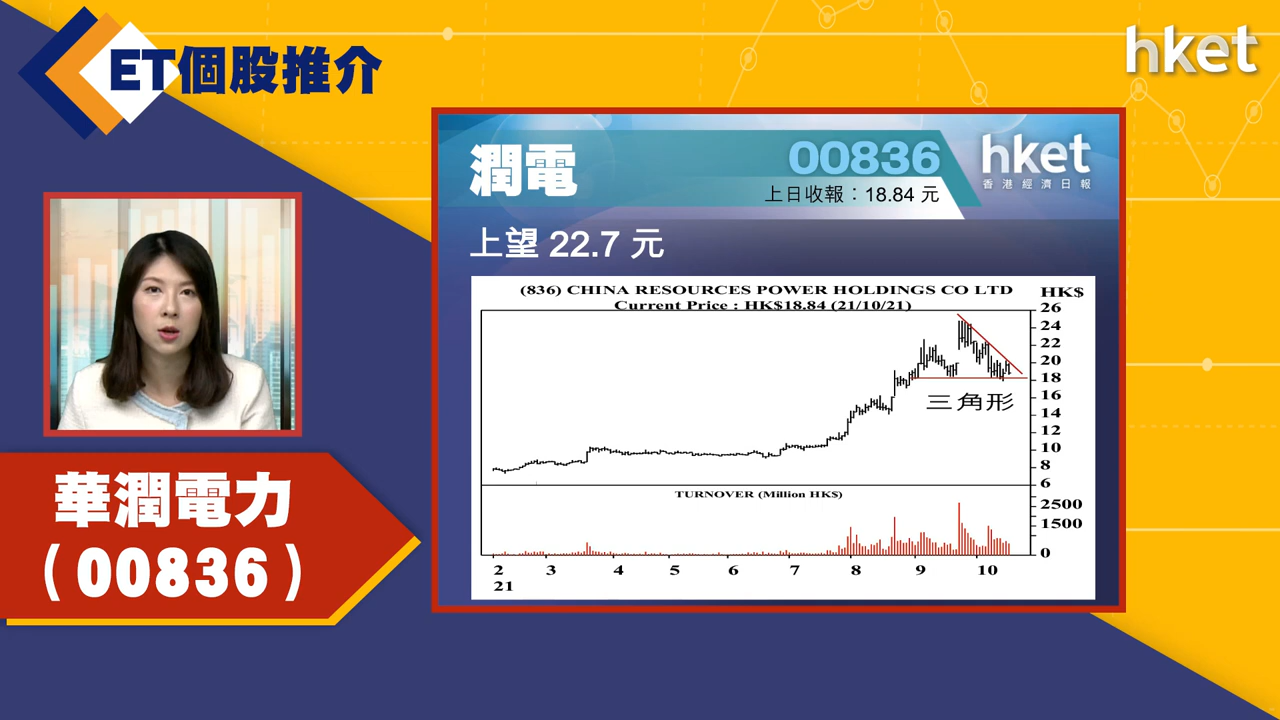 ET個股推介
hket
潤電
00836
hket
香港經濟日報
上日收報：18.84 元
上望 22.7 元
(836) CHINA RESOURCES POWER HOLDINGS CO LTD
Current Price : HK$18.84 (21/10/21)
HK$
26
24
22
20
18
16
14
12
10
8
6
三角形
TURNOVER (Million HK$)
2500
1500
0
2 3 4 5 6 7 8 9 10
21
華潤電力
(00836)